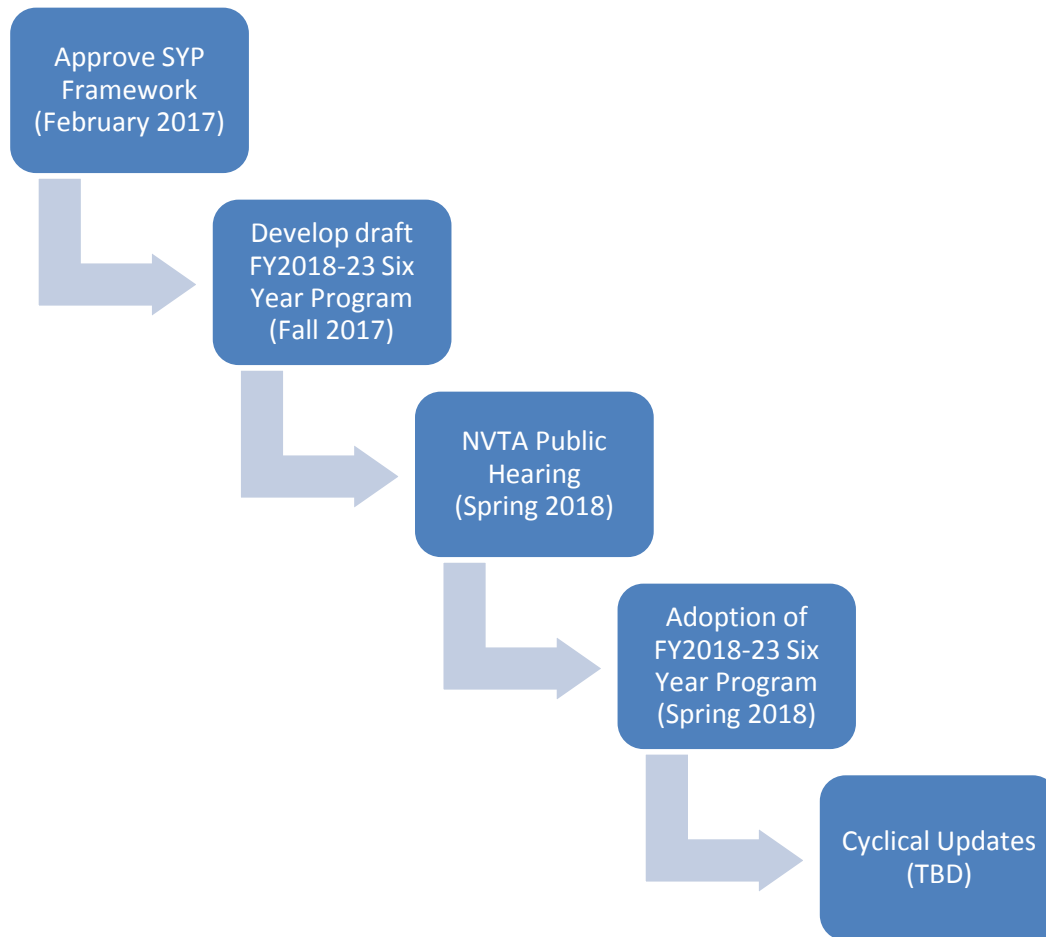 Approve SYP
Framework
(February 2017)
Develop draft
FY2018-23 Six
Year Program
(Fall 2017)
NVTA Public
Hearing
(Spring 2018)
Adoption of
FY2018-23 Six
Year Program
(Spring 2018)
Cyclical Updates
(TBD)